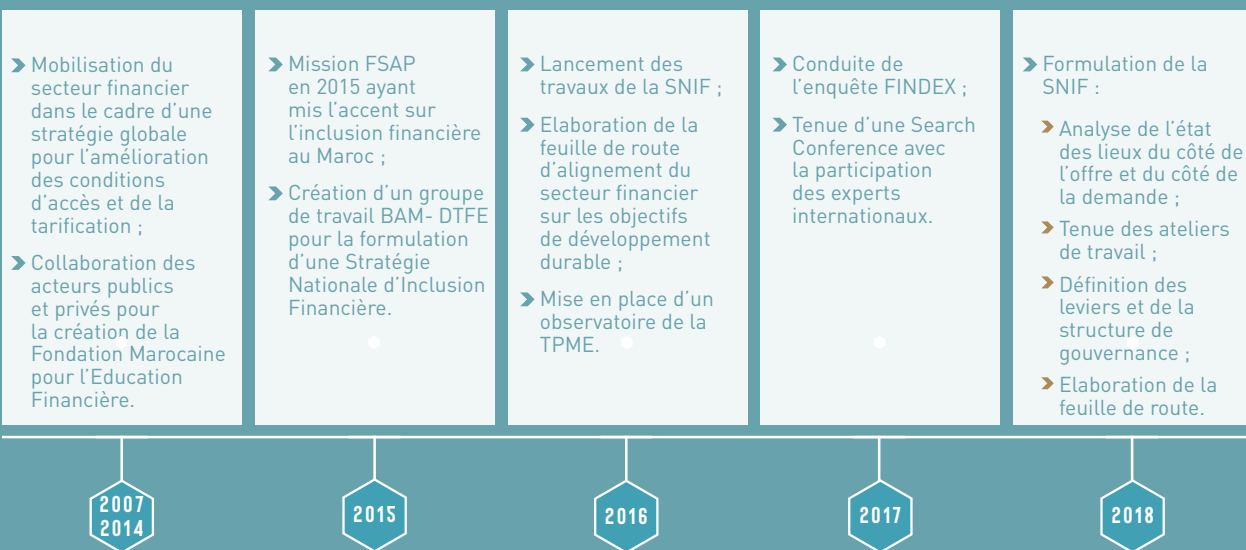 Mobilisation du
secteur financier
dans le cadre d'une
stratégie globale
pour l'amélioration
des conditions
d'accès et de la
tarification ;
Collaboration des
acteurs publics
et privés pour
la création de la
Fondation Marocaine
pour l'Education
Financière.
2007
2014
Mission FSAP
en 2015 ayant
mis l'accent sur
l'inclusion financière
au Maroc ;
Création d'un groupe
de travail BAM- DTFE
pour la formulation
d'une Stratégie
Nationale d'Inclusion
Financière.
2015
Lancement des
travaux de la SNIF ;
Elaboration de la
feuille de route
d'alignement du
secteur financier
sur les objectifs
de développement
durable ;
Mise en place d'un
observatoire de la
TPME.
2016
Conduite de
l'enquête FINDEX ;
Tenue d'une Search
Conference avec
la participation
des experts
internationaux.
2017
Formulation de la
SNIF :
Analyse de l'état
des lieux du côté de
l'offre et du côté de
la demande ;
Tenue des ateliers
de travail ;
Définition des
leviers et de la
structure de
gouvernance ;
Elaboration de la
feuille de route.
2018